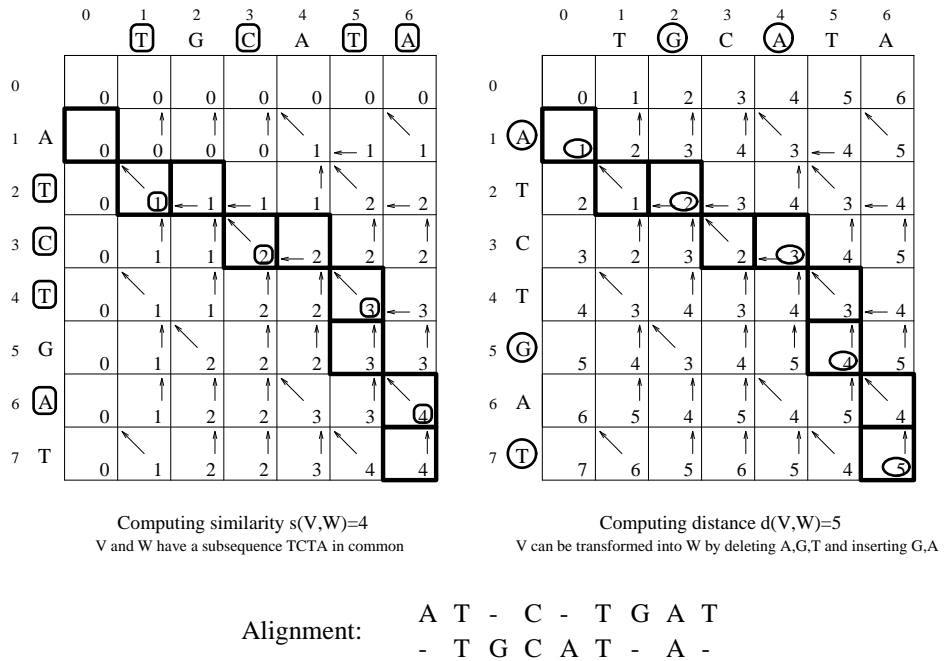 0 1 2 3 4 5 6
T G C A T A
0 0 0 0 0 0 0 0
1 A 0 0 0 0 1 1 1
2 T 0 1 1 1 1 2 2
3 C 0 1 1 2 2 2 2
4 T 0 1 1 2 2 3 3
5 G 0 1 2 2 2 3 3
6 A 0 1 2 2 3 3 4
7 T 0 1 2 2 3 4 4
Computing similarity s(V,W)=4
V and W have a subsequence TCTA in common
0 1 2 3 4 5 6
T G C A T A
0 0 1 2 3 4 5 6
1 A 1 2 3 4 3 4 5
2 T 2 1 2 3 4 3 4
3 C 3 2 3 2 3 4 5
4 T 4 3 4 3 4 3 4
5 G 5 4 3 4 5 4 5
6 A 6 5 4 5 4 5 4
7 T 7 6 5 6 5 4 5
Computing distance d(V,W)=5
V can be transformed into W by deleting A,G,T and inserting G,A
Alignment:
A T - C - T G A T
- T G C A T - A -